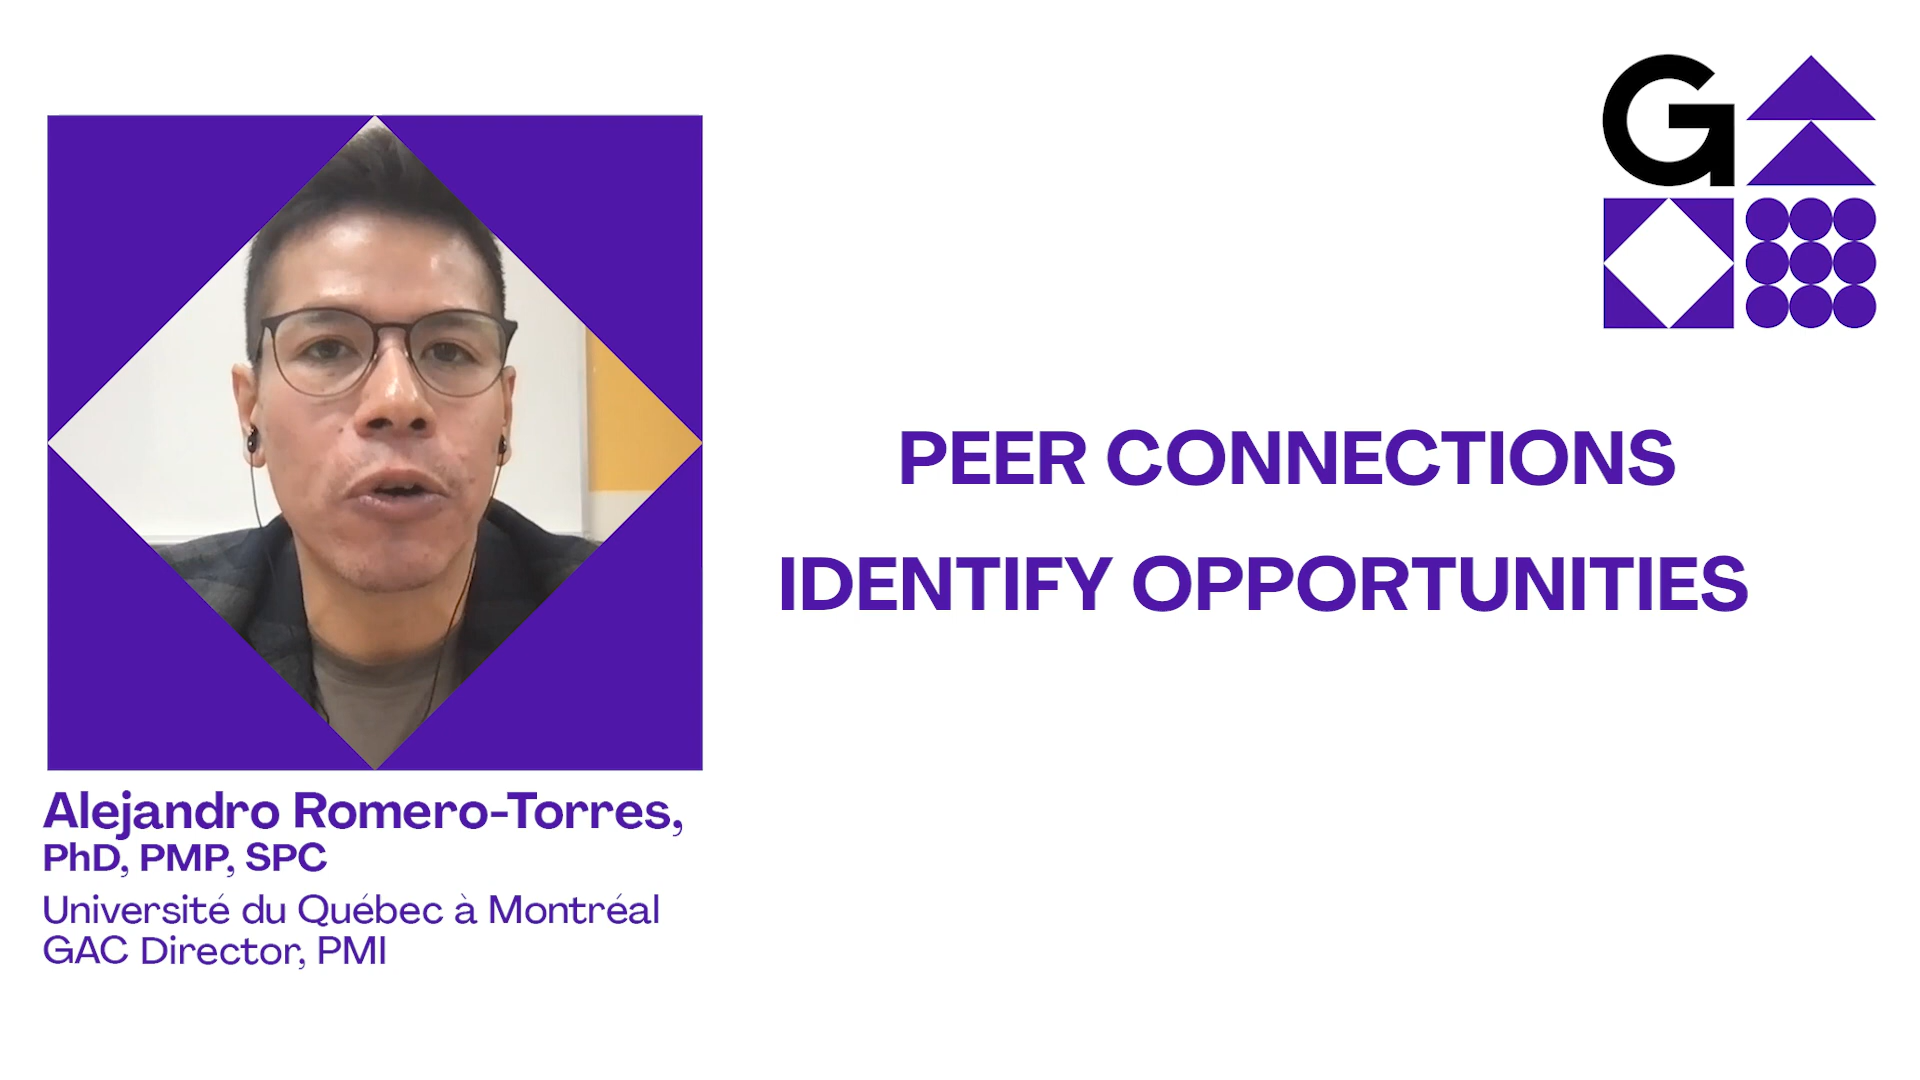 G
PEER CONNECTIONS
IDENTIFY OPPORTUNITIES
Alejandro Romero-Torres,
PhD, PMP, SPC
Université du Québec à Montréal
GAC Director, PMI